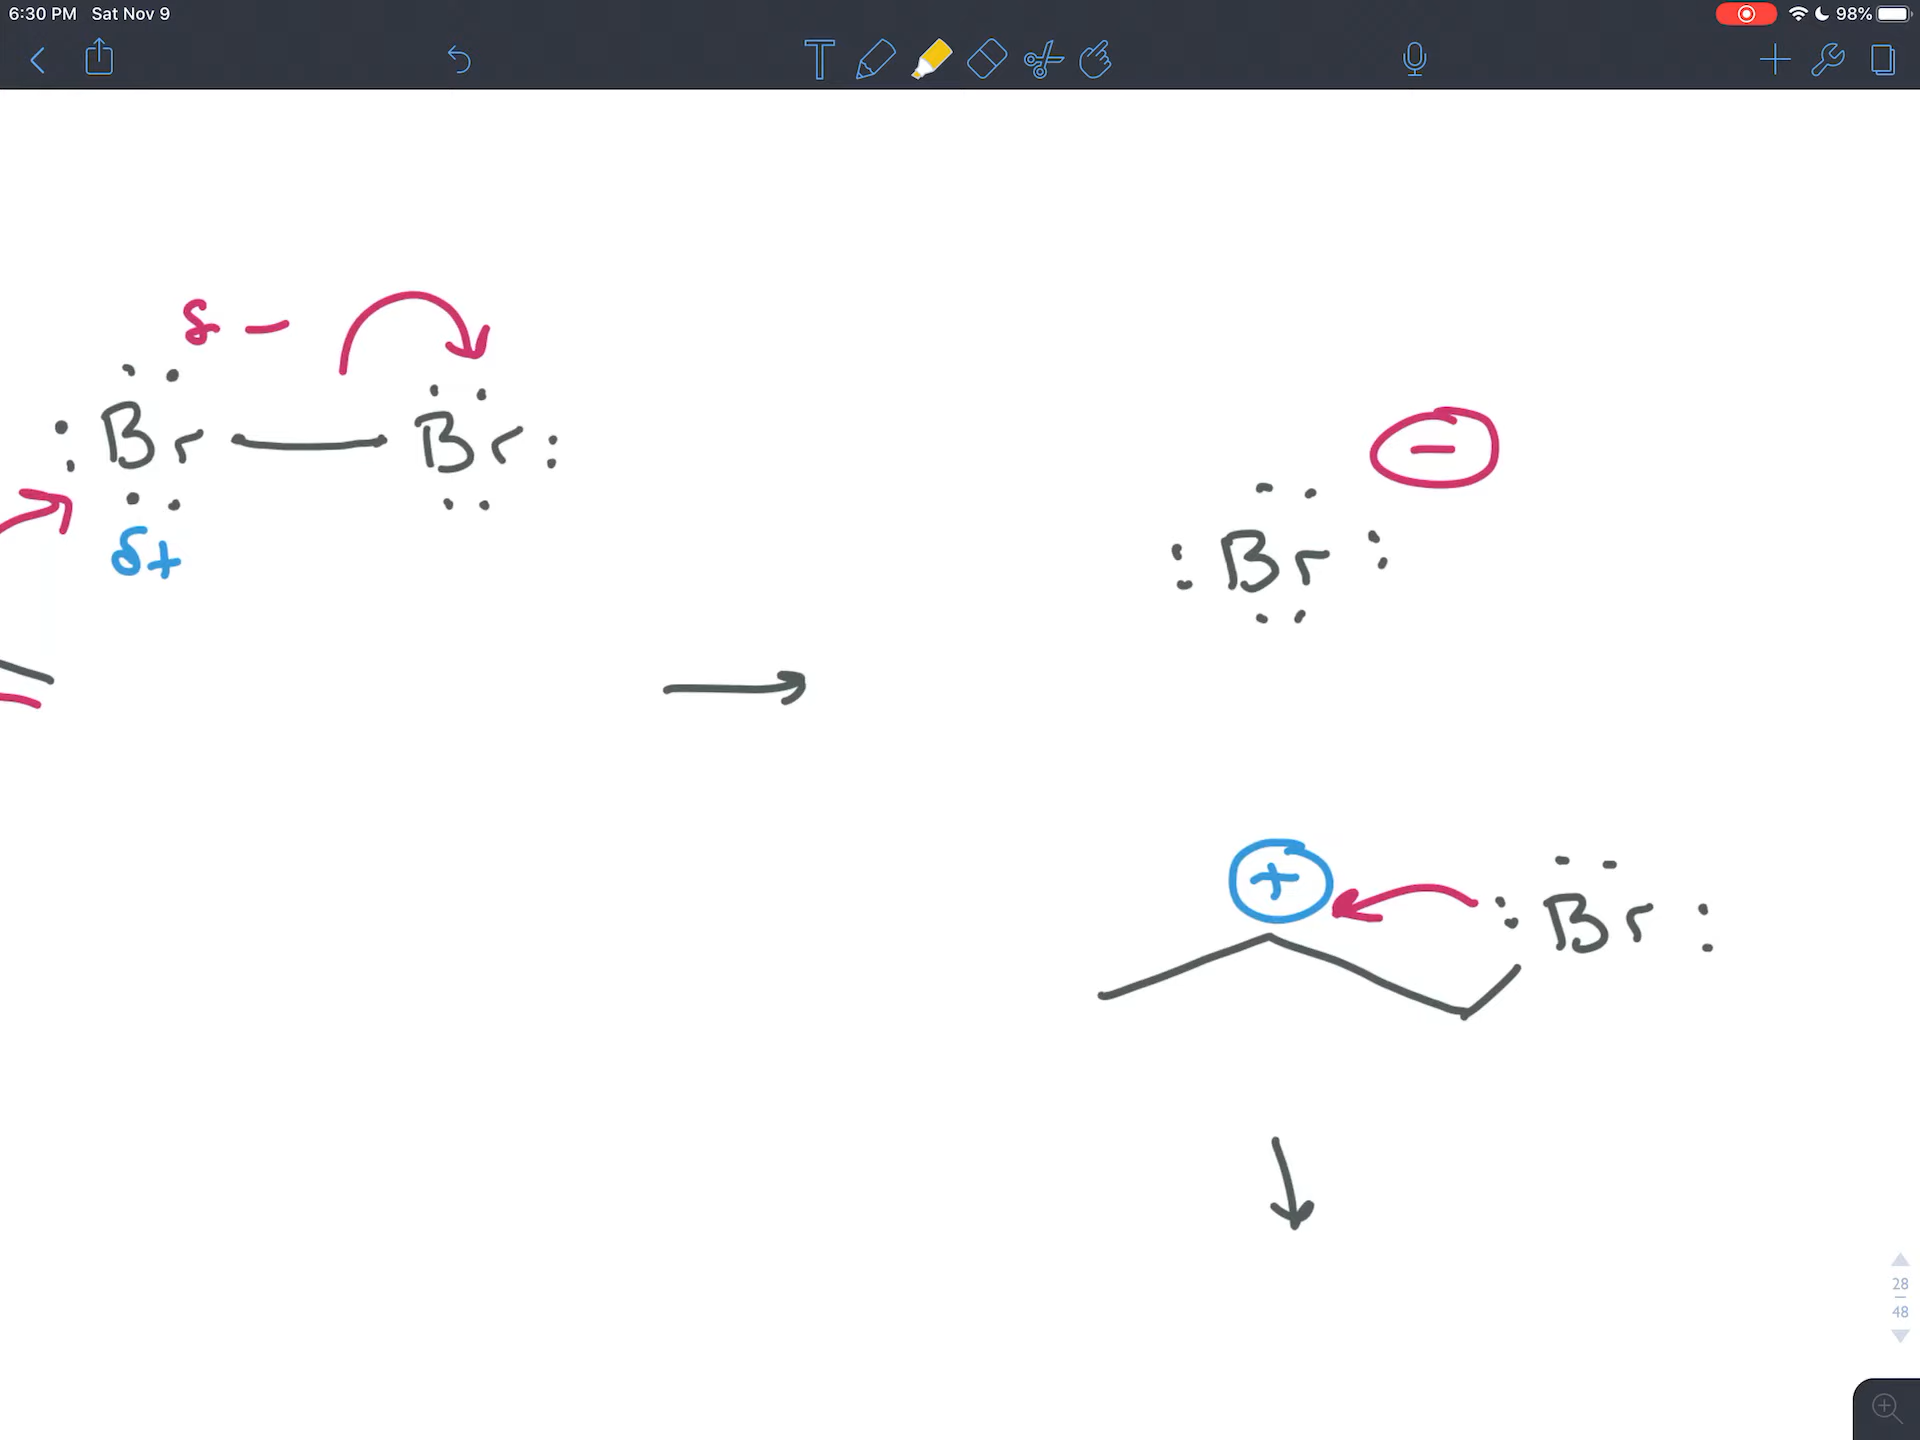 6:30 PM Sat Nov 9 98%
T
δ -
:Br — Br:
δ+
-
:Br:
+
:Br:
28
48